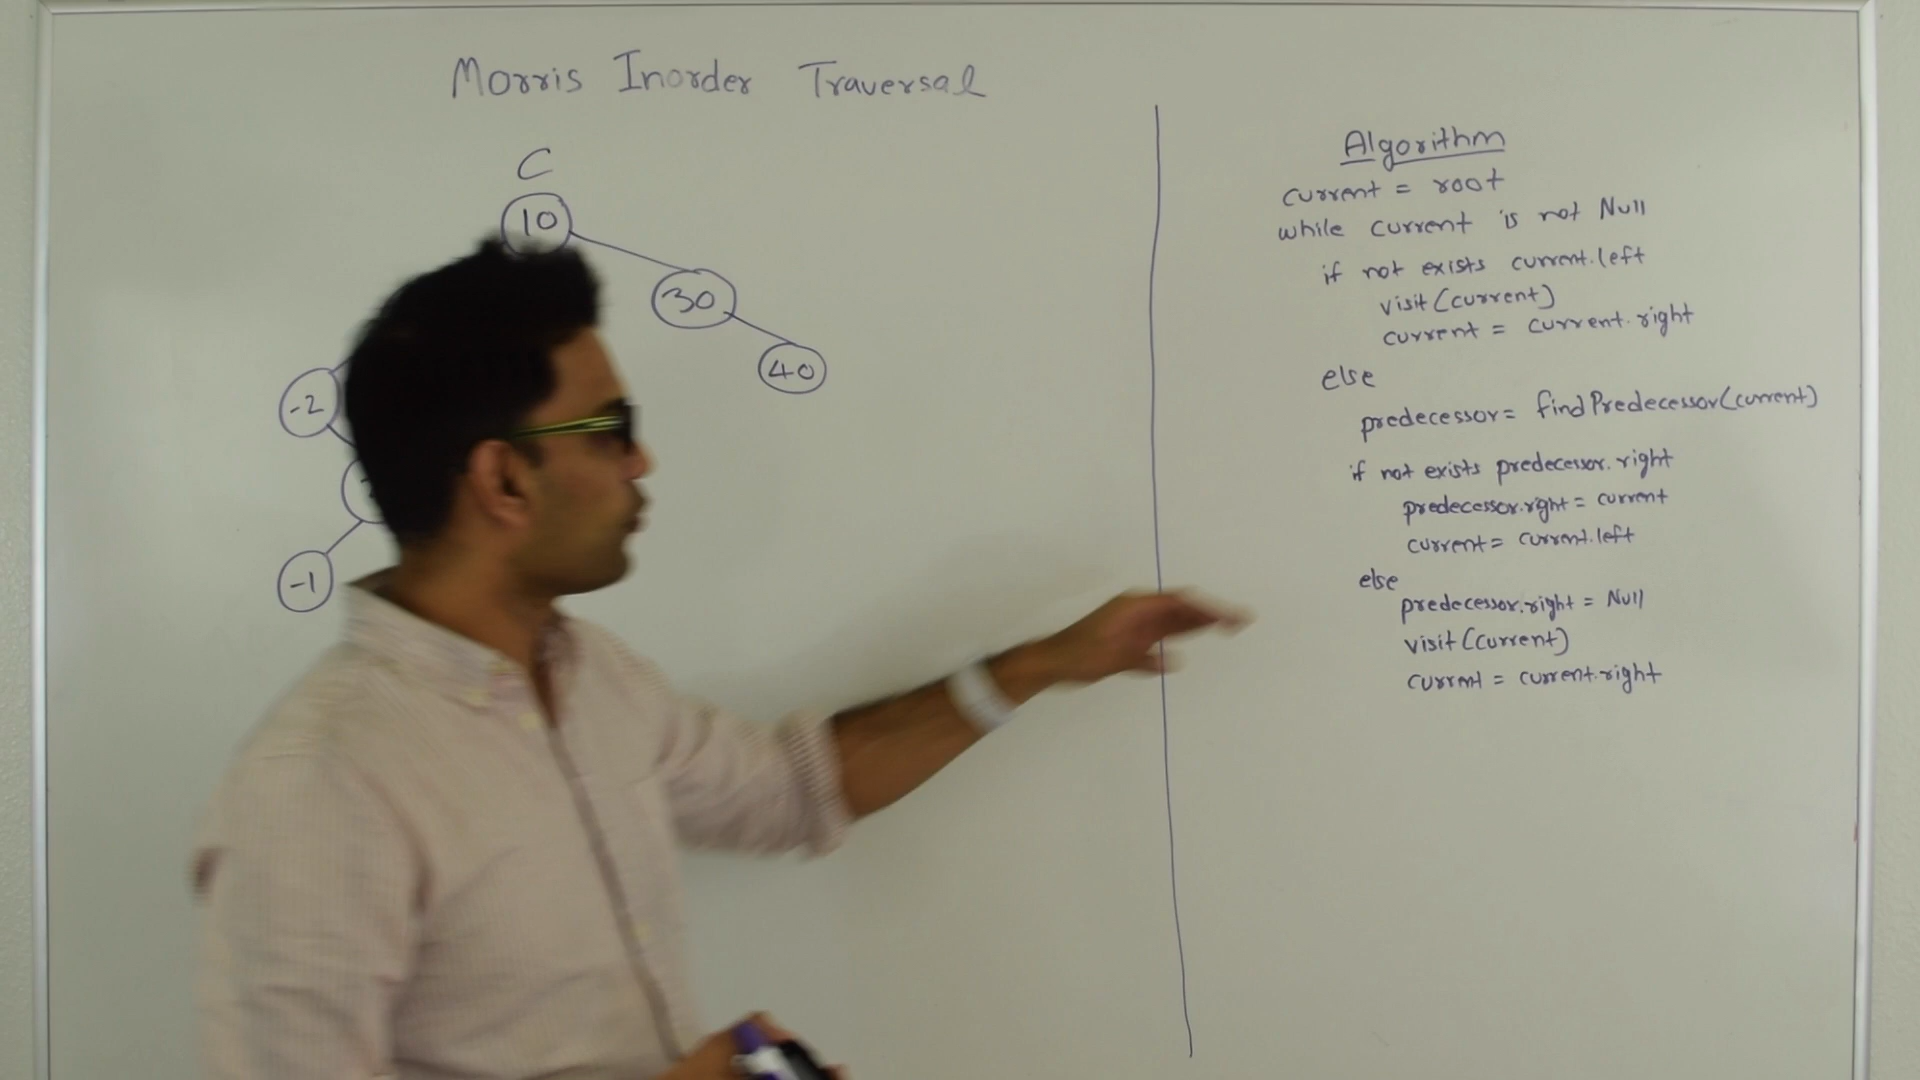 Morris Inorder Traversal
C
10
30
40
-2
-1
Algorithm
current = root
while current is not Null
if not exists current.left
visit(current)
current = current.right
else
predecessor = findPredecessor(current)
if not exists predecessor.right
predecessor.right = current
current = current.left
else
predecessor.right = Null
visit(current)
current = current.right